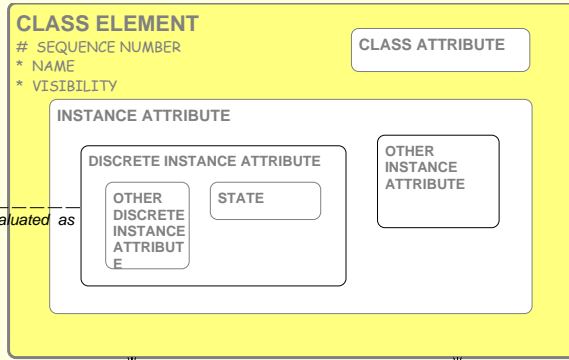 CLASS ELEMENT
# SEQUENCE NUMBER
* NAME
* VISIBILITY
CLASS ATTRIBUTE
INSTANCE ATTRIBUTE
DISCRETE INSTANCE ATTRIBUTE
OTHER
DISCRETE
INSTANCE
ATTRIBUT
E
STATE
OTHER
INSTANCE
ATTRIBUTE
as